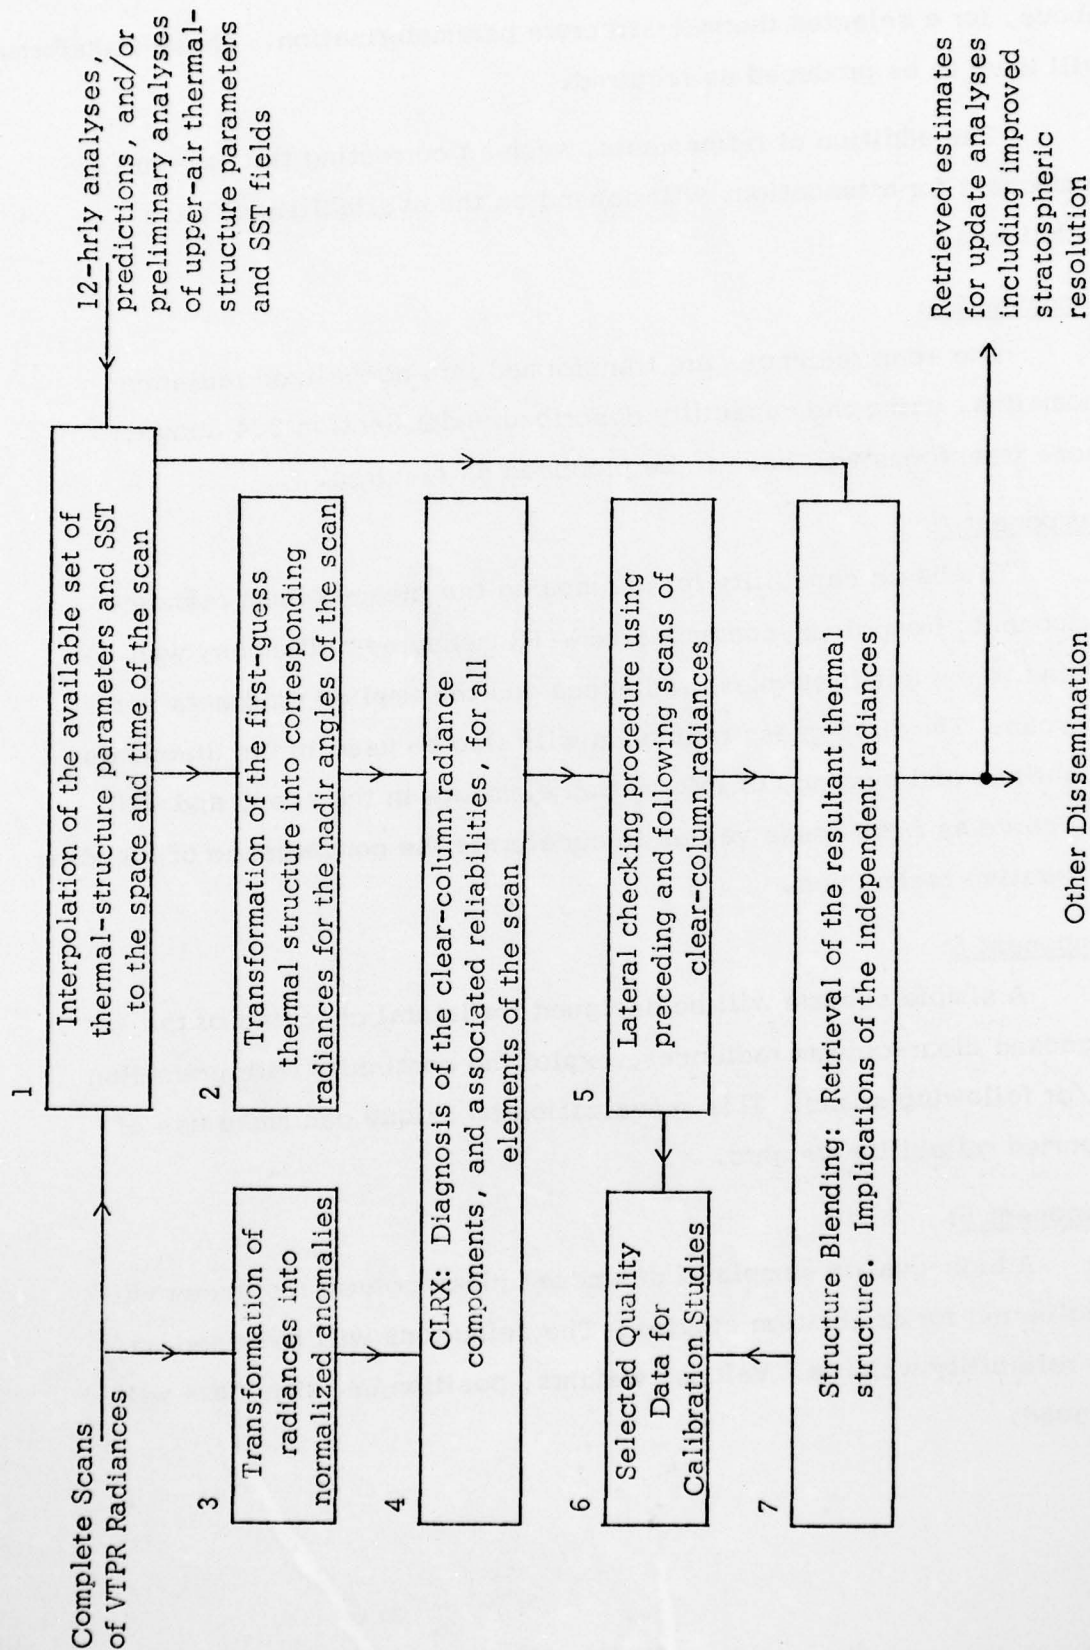 Complete Scans
of VTPR Radiances
12-hrly analyses,
predictions, and/or
preliminary analyses
of upper-air thermal-
structure parameters
and SST fields
1
Interpolation of the available set of
thermal-structure parameters and SST
to the space and time of the scan
2
Transformation of the first-guess
thermal structure into corresponding
radiances for the nadir angles of the scan
3
Transformation of
radiances into
normalized anomalies
4
CLRX: Diagnosis of the clear-column radiance
components, and associated reliabilities, for all
elements of the scan
5
Lateral checking procedure using
preceding and following scans of
clear-column radiances
6
Selected Quality
Data for
Calibration Studies
7
Structure Blending: Retrieval of the resultant thermal
structure. Implications of the independent radiances
Retrieved estimates
for update analyses
including improved
stratospheric
resolution
Other Dissemination